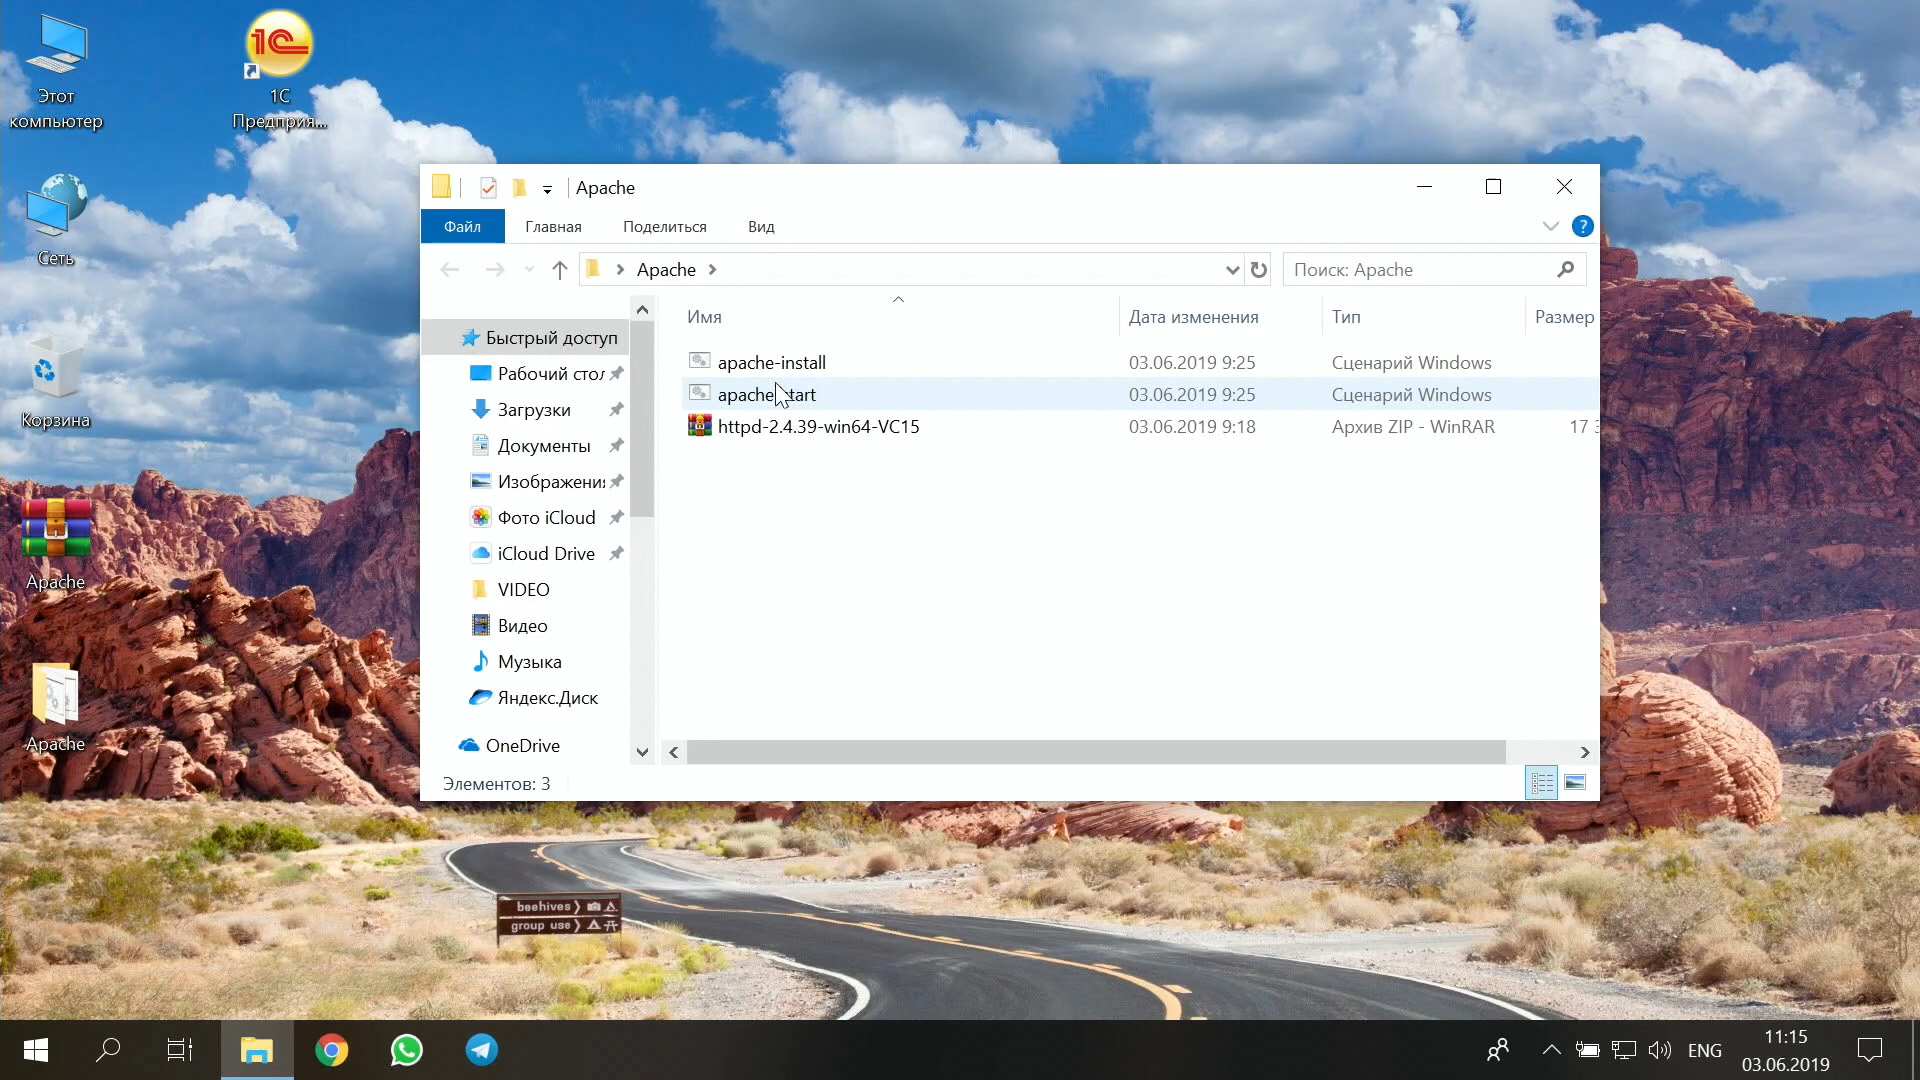 Этот
компьютер
1С
Предприя...
Сеть
Корзина
Apache
Apache
Apache
Файл
Главная
Поделиться
Вид
?
Apache
Поиск: Apache
Имя
Дата изменения
Тип
Размер
apache-install
03.06.2019 9:25
Сценарий Windows
03.06.2019 9:25
Сценарий Windows
httpd-2.4.39-win64-VC15
03.06.2019 9:18
Архив ZIP - WinRAR
17
Быстрый доступ
Рабочий стол
Загрузки
Документы
Изображени
Фото iCloud
iCloud Drive
VIDEO
Видео
Музыка
Яндекс.Диск
OneDrive
Элементов: 3
beehives
group use
ENG
11:15
03.06.2019